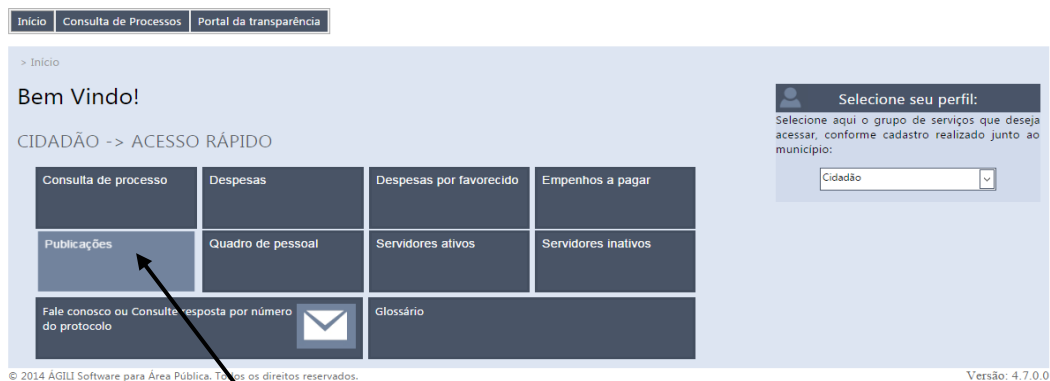 Início Consulta de Processos Portal da transparência
> Início
Bem Vindo!
CIDADÃO -> ACESSO RÁPIDO
Consulta de processo Despesas Despesas por favorecido Empenhos a pagar
Publicações Quadro de pessoal Servidores ativos Servidores inativos
Fale conosco ou Consulte resposta por número
do protocolo
Glossário
Selecione seu perfil:
Selecione aqui o grupo de serviços que deseja
acessar, conforme cadastro realizado junto ao
município:
Cidadão
© 2014 ÁGILI Software para Área Pública. Todos os direitos reservados.
Versão: 4.7.0.0